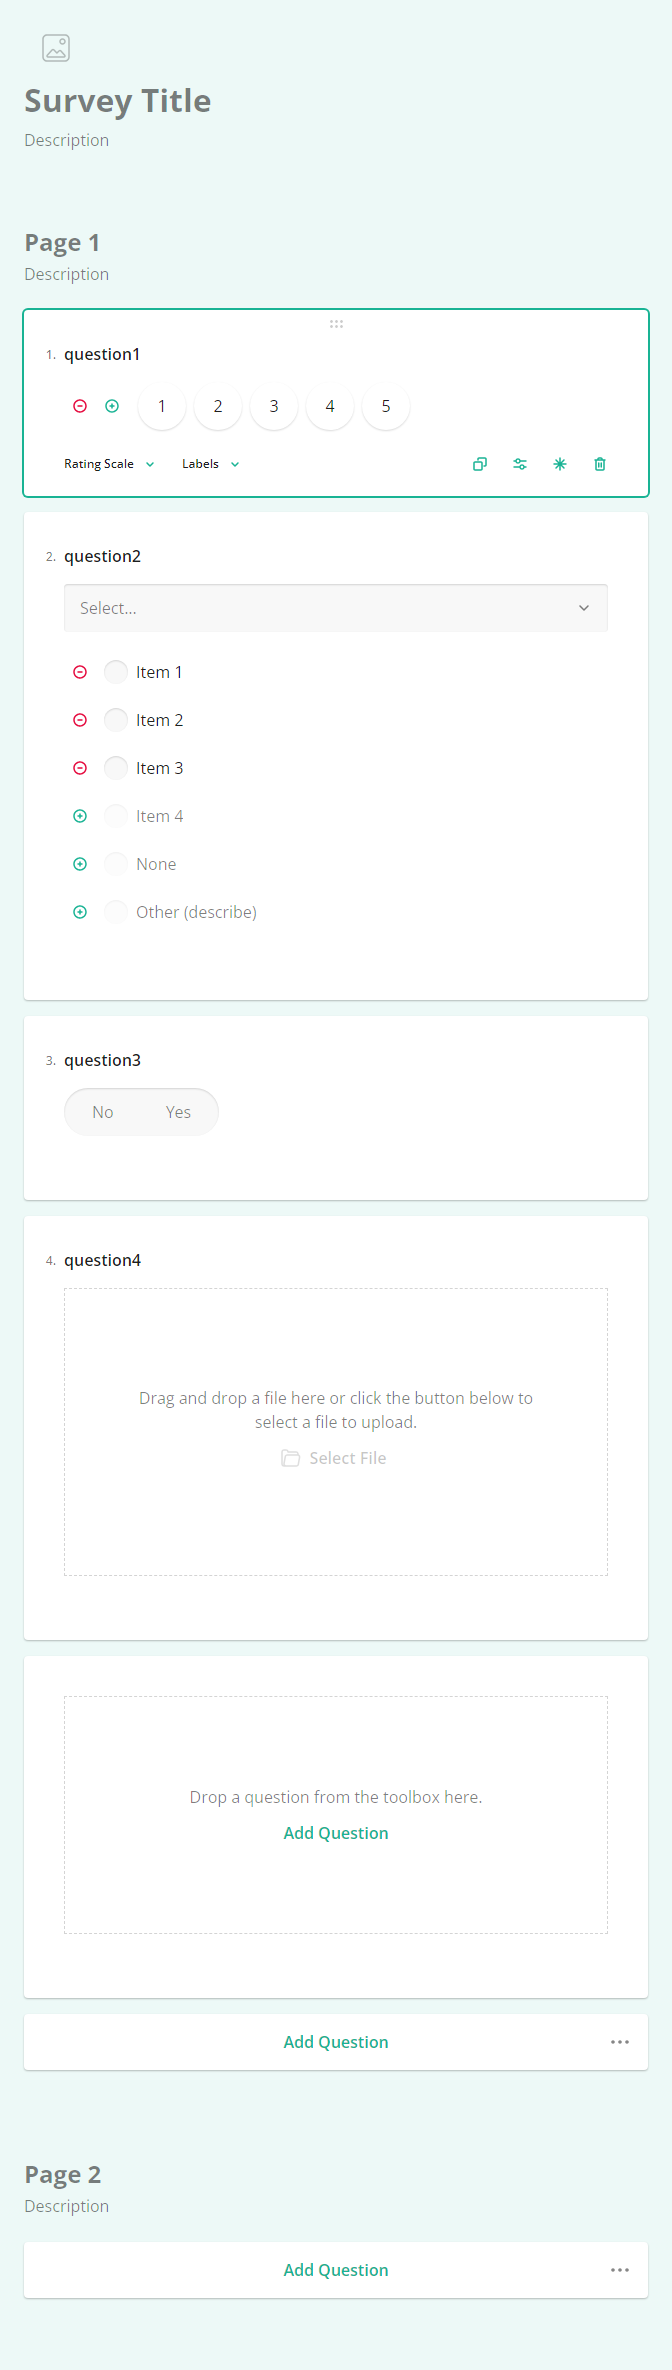 Survey Title
Description
Page 1
Description
1. question1
1 2 3 4 5
Rating Scale Labels
2. question2
Select...
Item 1
Item 2
Item 3
Item 4
None
Other (describe)
3. question3
No Yes
4. question4
Drag and drop a file here or click the button below to
select a file to upload.
Select File
Drop a question from the toolbox here.
Add Question
Add Question
Page 2
Description
Add Question